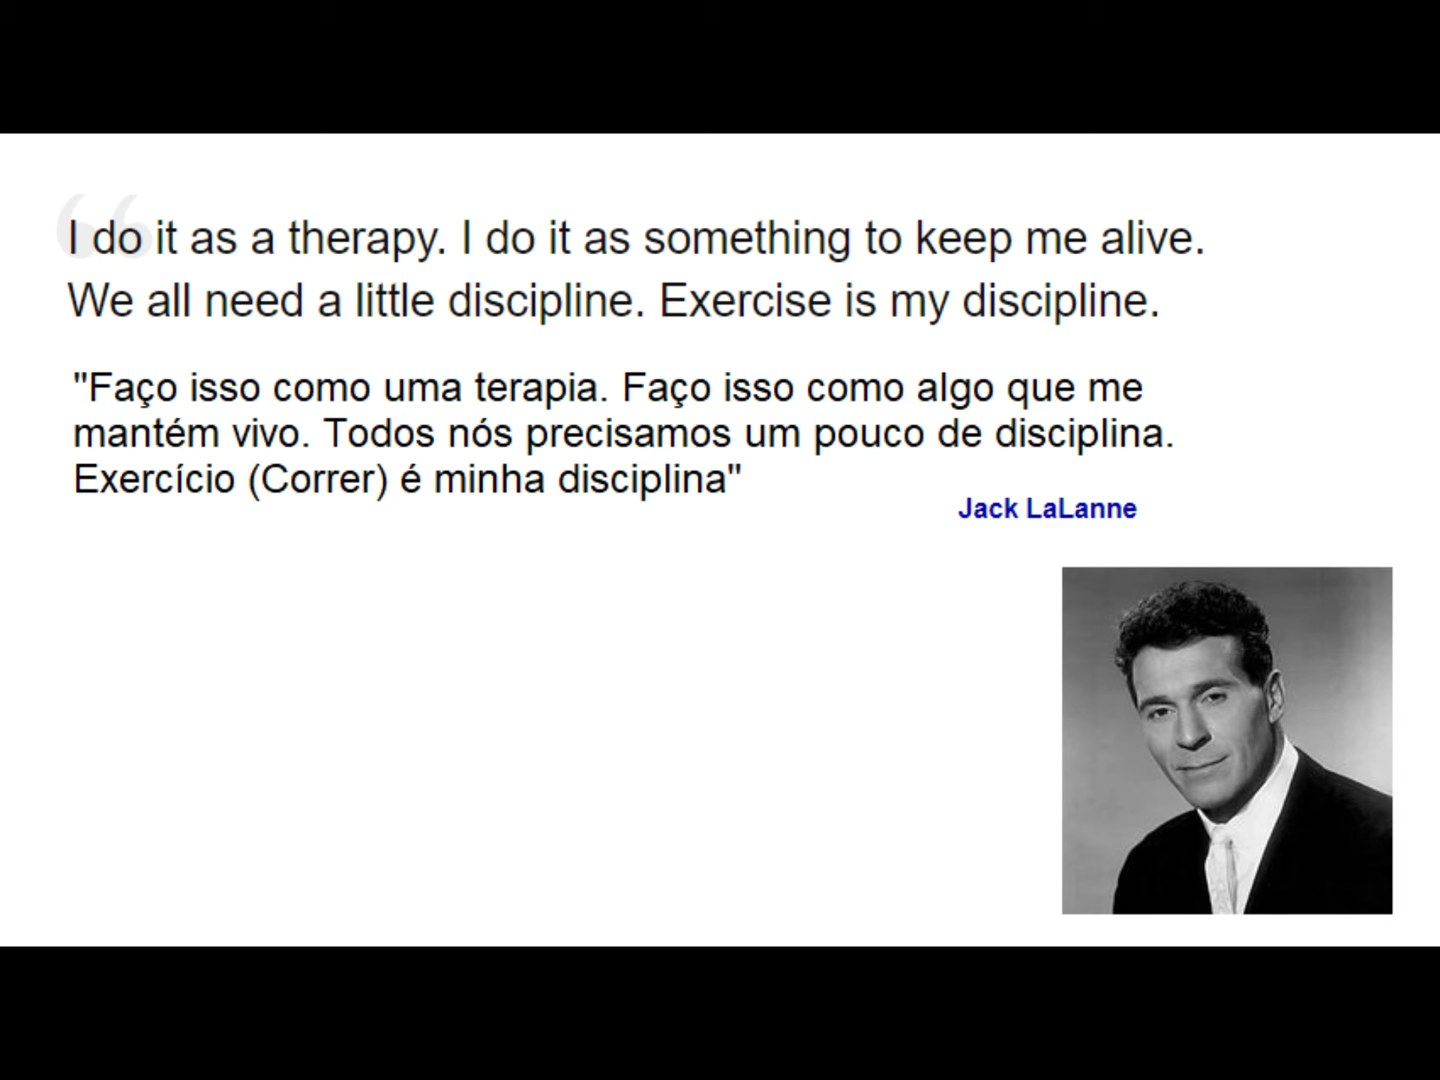 I do it as a therapy. I do it as something to keep me alive.
We all need a little discipline. Exercise is my discipline.
"Faço isso como uma terapia. Faço isso como algo que me
mantém vivo. Todos nós precisamos um pouco de disciplina.
Exercício (Correr) é minha disciplina"
Jack LaLanne